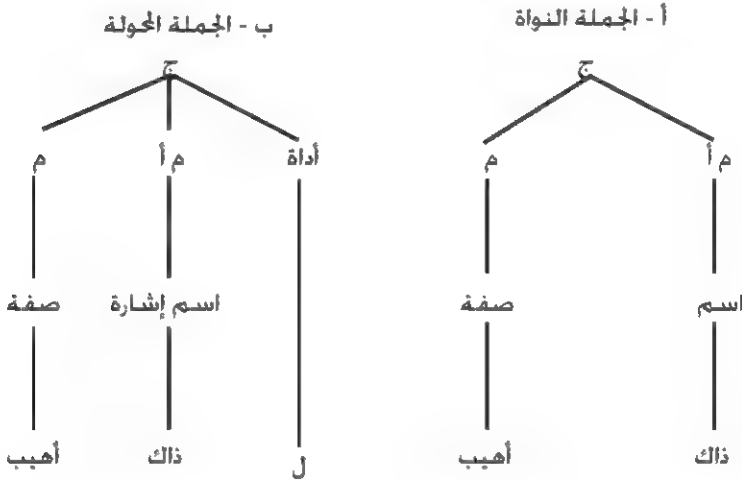 أ - الجملة النواة
ب - الجملة المحولة
ج
ج
م أ
م
أداة
م أ
م
اسم
صفة
اسم إشارة
صفة
ذاك
أهيب
ل
ذاك
أهيب